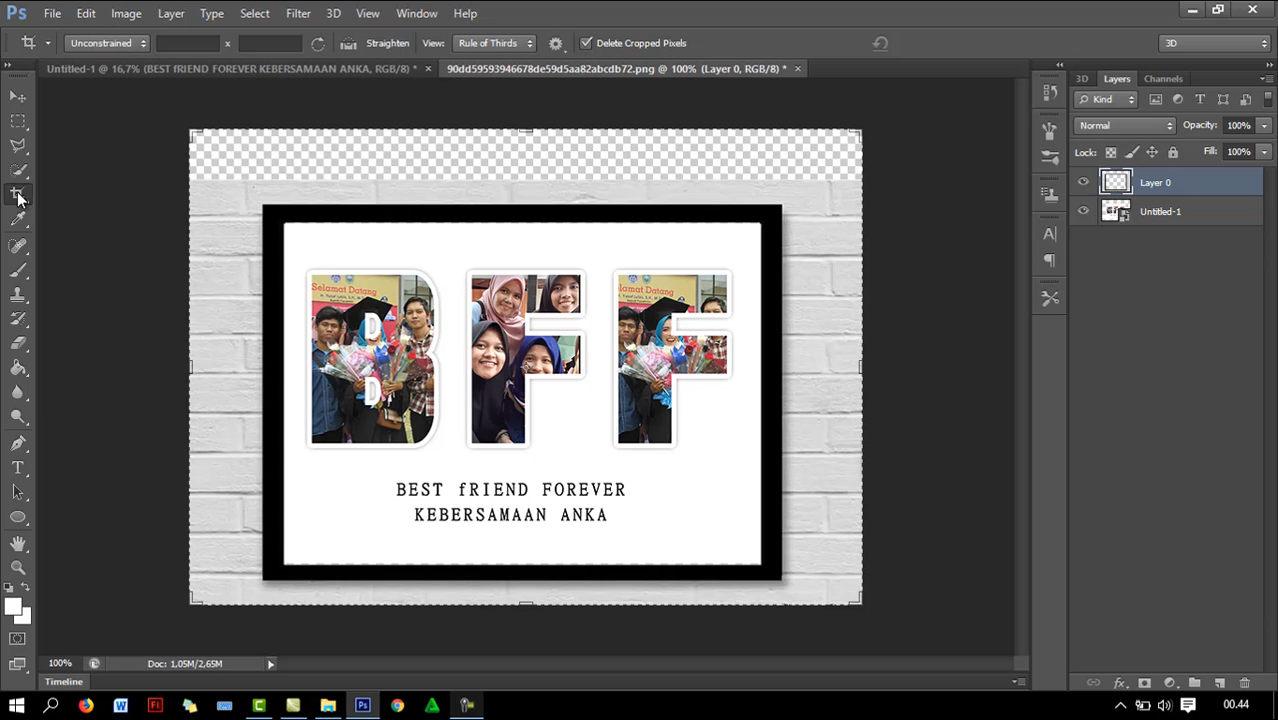 Ps File Edit Image Layer Type Select Filter 3D View Window Help
Unconstrained x Straighten View: Rule of Thirds Delete Cropped Pixels 3D
Untitled-1 @ 16,7% (BEST fRIEND FOREVER KEBERSAMAAN ANKA, RGB/8) * × 90dd59593946678de59d5aa82abcdb72.png @ 100% (Layer 0, RGB/8) * ×
3D Layers Channels
Kind
Normal Opacity: 100%
Lock: Fill: 100%
Layer 0
Untitled-1
Selamat Datang
BFF
BEST fRIEND FOREVER
KEBERSAMAAN ANKA
100% Doc: 1,05M/2,65M
Timeline
00.44